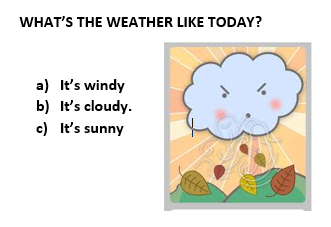 WHAT'S THE WEATHER LIKE TODAY?
a) It's windy
b) It's cloudy.
c) It's sunny